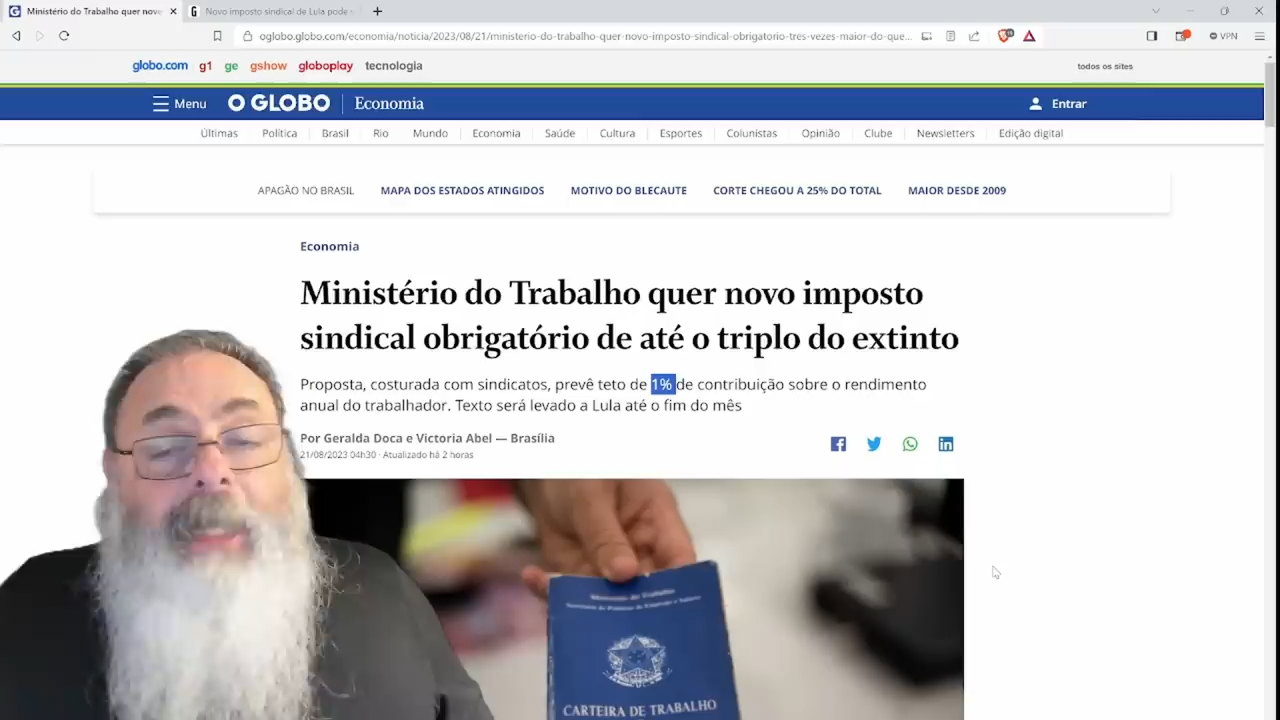 Ministério do Trabalho quer nov
Novo imposto sindical de Lula pode
oglobo.globo.com/economia/noticia/2023/08/21/ministerio-do-trabalho-quer-novo-imposto-sindical-obrigatorio-tres-vezes-maior-do-que...
VPN
globo.com g1 ge gshow globoplay tecnologia
todos os sites
Menu O GLOBO Economia
Entrar
Últimas Política Brasil Rio Mundo Economia Saúde Cultura Esportes Colunistas Opinião Clube Newsletters Edição digital
APAGÃO NO BRASIL MAPA DOS ESTADOS ATINGIDOS MOTIVO DO BLECAUTE CORTE CHEGOU A 25% DO TOTAL MAIOR DESDE 2009
Economia
Ministério do Trabalho quer novo imposto
sindical obrigatório de até o triplo do extinto
Proposta, costurada com sindicatos, prevê teto de 1% de contribuição sobre o rendimento
anual do trabalhador. Texto será levado a Lula até o fim do mês
Por Geralda Doca e Victoria Abel — Brasília
21/08/2023 04h30 · Atualizado há 2 horas
Ministério do Trabalho
CARTEIRA DE TRABALHO